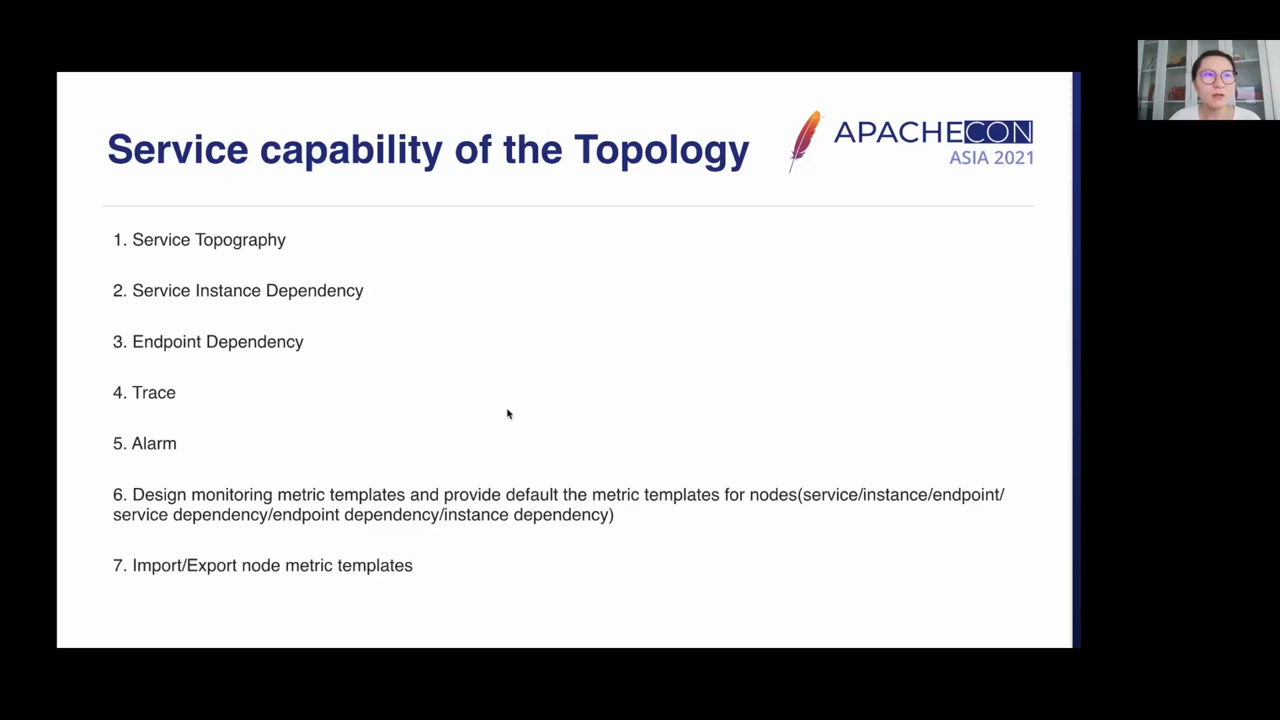 Service capability of the Topology
APACHECON
ASIA 2021
1. Service Topography
2. Service Instance Dependency
3. Endpoint Dependency
4. Trace
5. Alarm
6. Design monitoring metric templates and provide default the metric templates for nodes(service/instance/endpoint/
service dependency/endpoint dependency/instance dependency)
7. Import/Export node metric templates